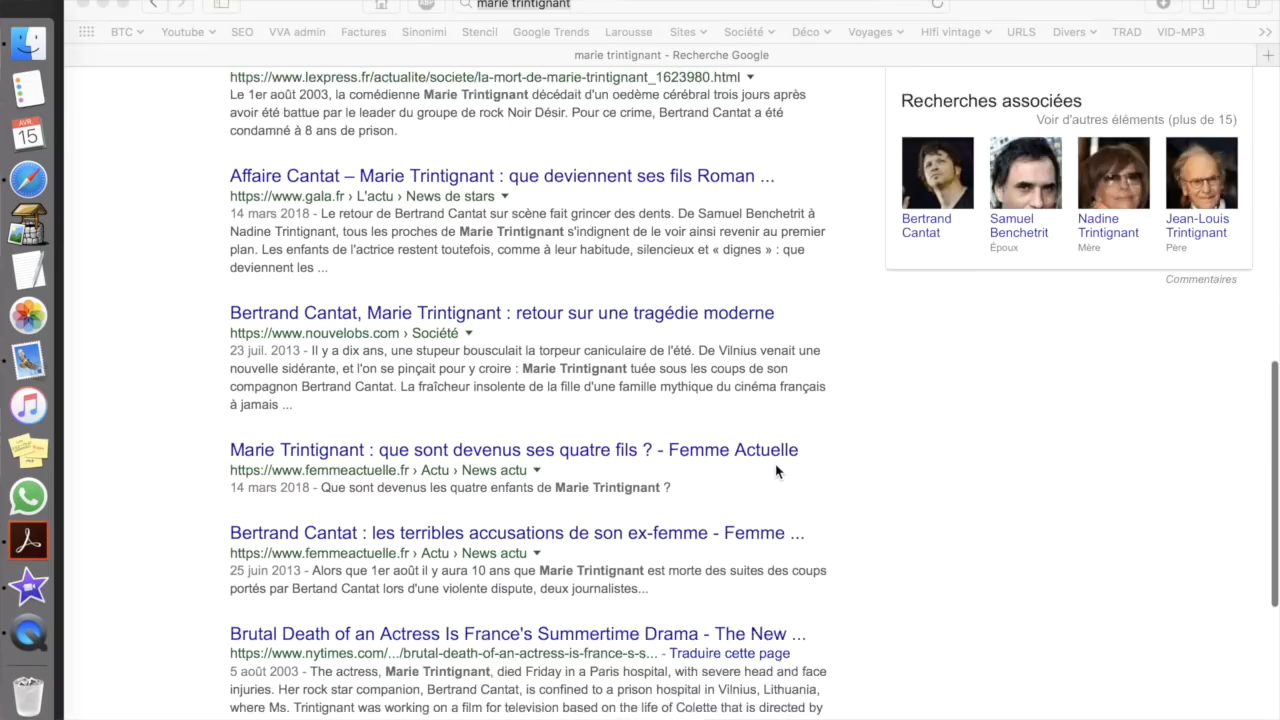 marie trintignant
BTC Youtube SEO VVA admin Factures Sinonimi Stencil Google Trends Larousse Sites Société Déco Voyages HIfi vintage URLS Divers TRAD VID-MP3
marie trintignant - Recherche Google
https://www.lexpress.fr/actualite/societe/la-mort-de-marie-trintignant_1623980.html
Le 1er août 2003, la comédienne Marie Trintignant décédait d'un oedème cérébral trois jours après
avoir été battue par le leader du groupe de rock Noir Désir. Pour ce crime, Bertrand Cantat a été
condamné à 8 ans de prison.
Affaire Cantat – Marie Trintignant : que deviennent ses fils Roman ...
https://www.gala.fr › L'actu › News de stars
14 mars 2018 - Le retour de Bertrand Cantat sur scène fait grincer des dents. De Samuel Benchetrit à
Nadine Trintignant, tous les proches de Marie Trintignant s'indignent de le voir ainsi revenir au premier
plan. Les enfants de l'actrice restent toutefois, comme à leur habitude, silencieux et « dignes » : que
deviennent les ...
Bertrand Cantat, Marie Trintignant : retour sur une tragédie moderne
https://www.nouvelobs.com › Société
23 juil. 2013 - Il y a dix ans, une stupeur bousculait la torpeur caniculaire de l'été. De Vilnius venait une
nouvelle sidérante, et l'on se pinçait pour y croire : Marie Trintignant tuée sous les coups de son
compagnon Bertrand Cantat. La fraîcheur insolente de la fille d'une famille mythique du cinéma français
à jamais ...
Marie Trintignant : que sont devenus ses quatre fils ? - Femme Actuelle
https://www.femmeactuelle.fr › Actu › News actu
14 mars 2018 - Que sont devenus les quatre enfants de Marie Trintignant ?
Bertrand Cantat : les terribles accusations de son ex-femme - Femme ...
https://www.femmeactuelle.fr › Actu › News actu
25 juin 2013 - Alors que 1er août il y aura 10 ans que Marie Trintignant est morte des suites des coups
portés par Bertand Cantat lors d'une violente dispute, deux journalistes...
Brutal Death of an Actress Is France's Summertime Drama - The New ...
https://www.nytimes.com/.../brutal-death-of-an-actress-is-france-s-s... - Traduire cette page
5 août 2003 - The actress, Marie Trintignant, died Friday in a Paris hospital, with severe head and face
injuries. Her rock star companion, Bertrand Cantat, is confined to a prison hospital in Vilnius, Lithuania,
where Ms. Trintignant was working on a film for television based on the life of Colette that is directed by
Recherches associées
Voir d'autres éléments (plus de 15)
Bertrand
Cantat
Samuel
Benchetrit
Époux
Nadine
Trintignant
Mère
Jean-Louis
Trintignant
Père
Commentaires
AVR.
15